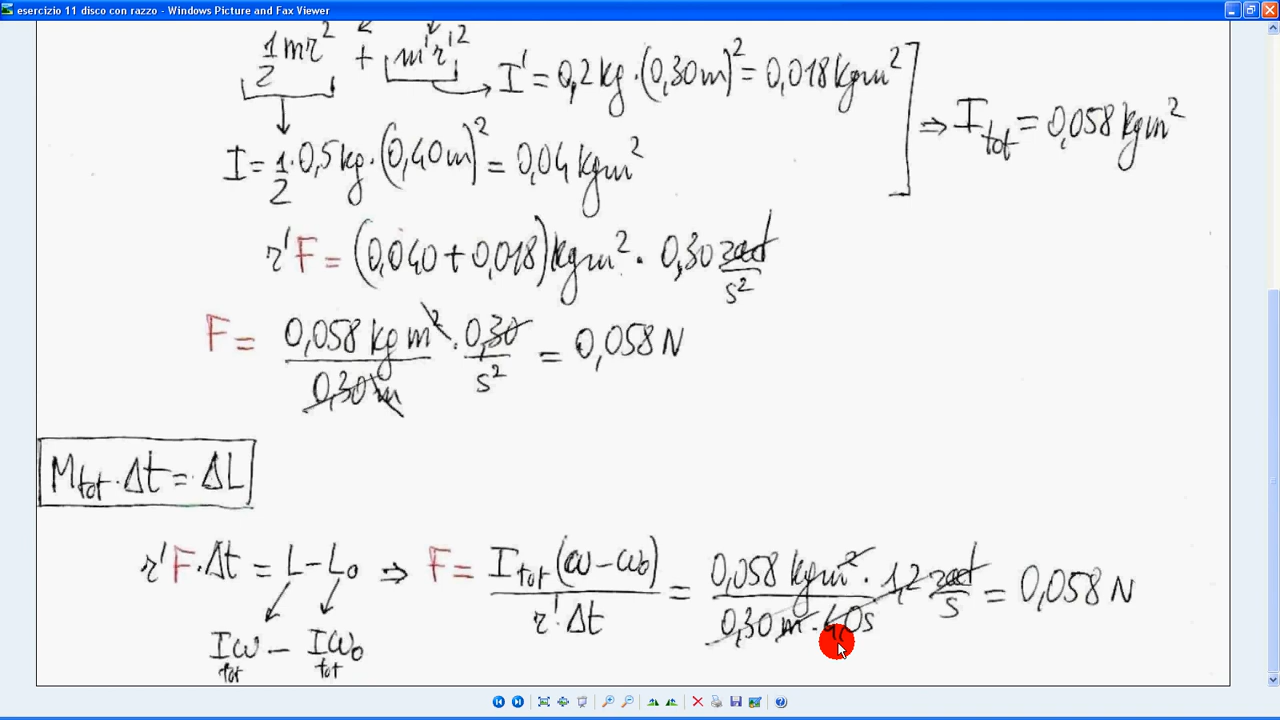 esercizio 11 disco con razzo - Windows Picture and Fax Viewer
1/2 mr² + m'r'² → I' = 0,2 kg · (0,30 m)² = 0,018 kgm²
I = 1/2 · 0,5 kg · (0,40 m)² = 0,04 kgm² ⇒ I_tot = 0,058 kgm²
r'F = (0,040 + 0,018) kgm² · 0,30 rad/s²
F = 0,058 kg m² / 0,30 m · 0,30/s² = 0,058 N
M_tot · Δt = ΔL
r'F · Δt = L – L₀ ⇒ F = I_tot (ω – ω₀) / r' Δt = 0,058 kgm² · 1,2 rad/s / 0,30 m · 4,0 s = 0,058 N
I_tot ω – I_tot ω₀